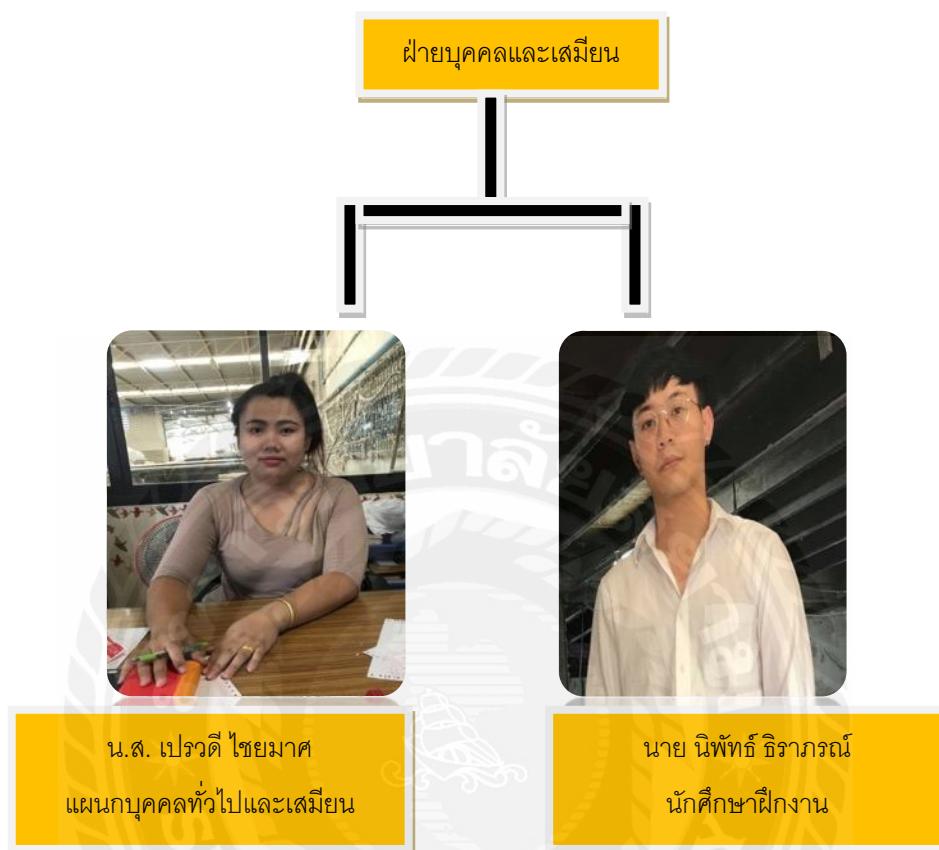 ฝ่ายบุคคลและเสมียน
น.ส. เปรวดี ไชยมาศ
แผนกบุคคลทั่วไปและเสมียน
นาย นิพัทธ์ ธิราภรณ์
นักศึกษาฝึกงาน